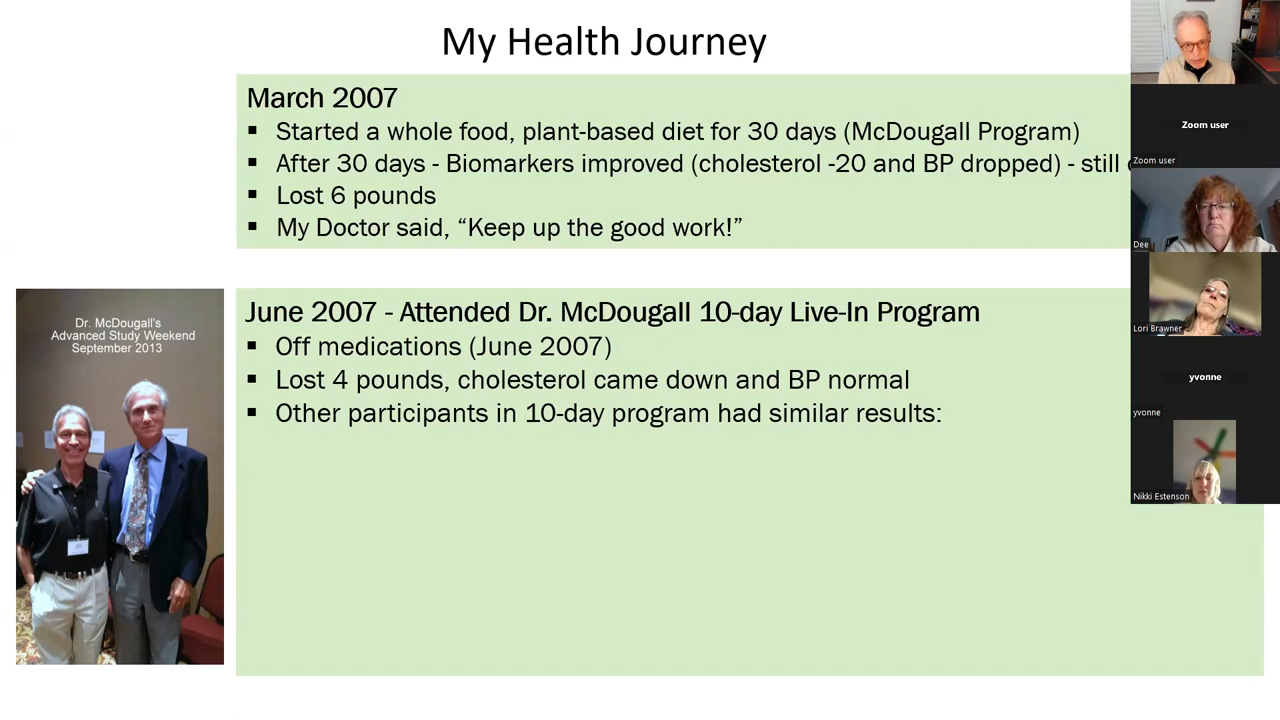 My Health Journey
March 2007
▪ Started a whole food, plant-based diet for 30 days (McDougall Program)
▪ After 30 days - Biomarkers improved (cholesterol -20 and BP dropped) - still
▪ Lost 6 pounds
▪ My Doctor said, “Keep up the good work!”
June 2007 - Attended Dr. McDougall 10-day Live-In Program
▪ Off medications (June 2007)
▪ Lost 4 pounds, cholesterol came down and BP normal
▪ Other participants in 10-day program had similar results:
Dr. McDougall's
Advanced Study Weekend
September 2013
Zoom user
Zoom user
Dee
Lori Brawner
yvonne
yvonne
Nikki Estenson